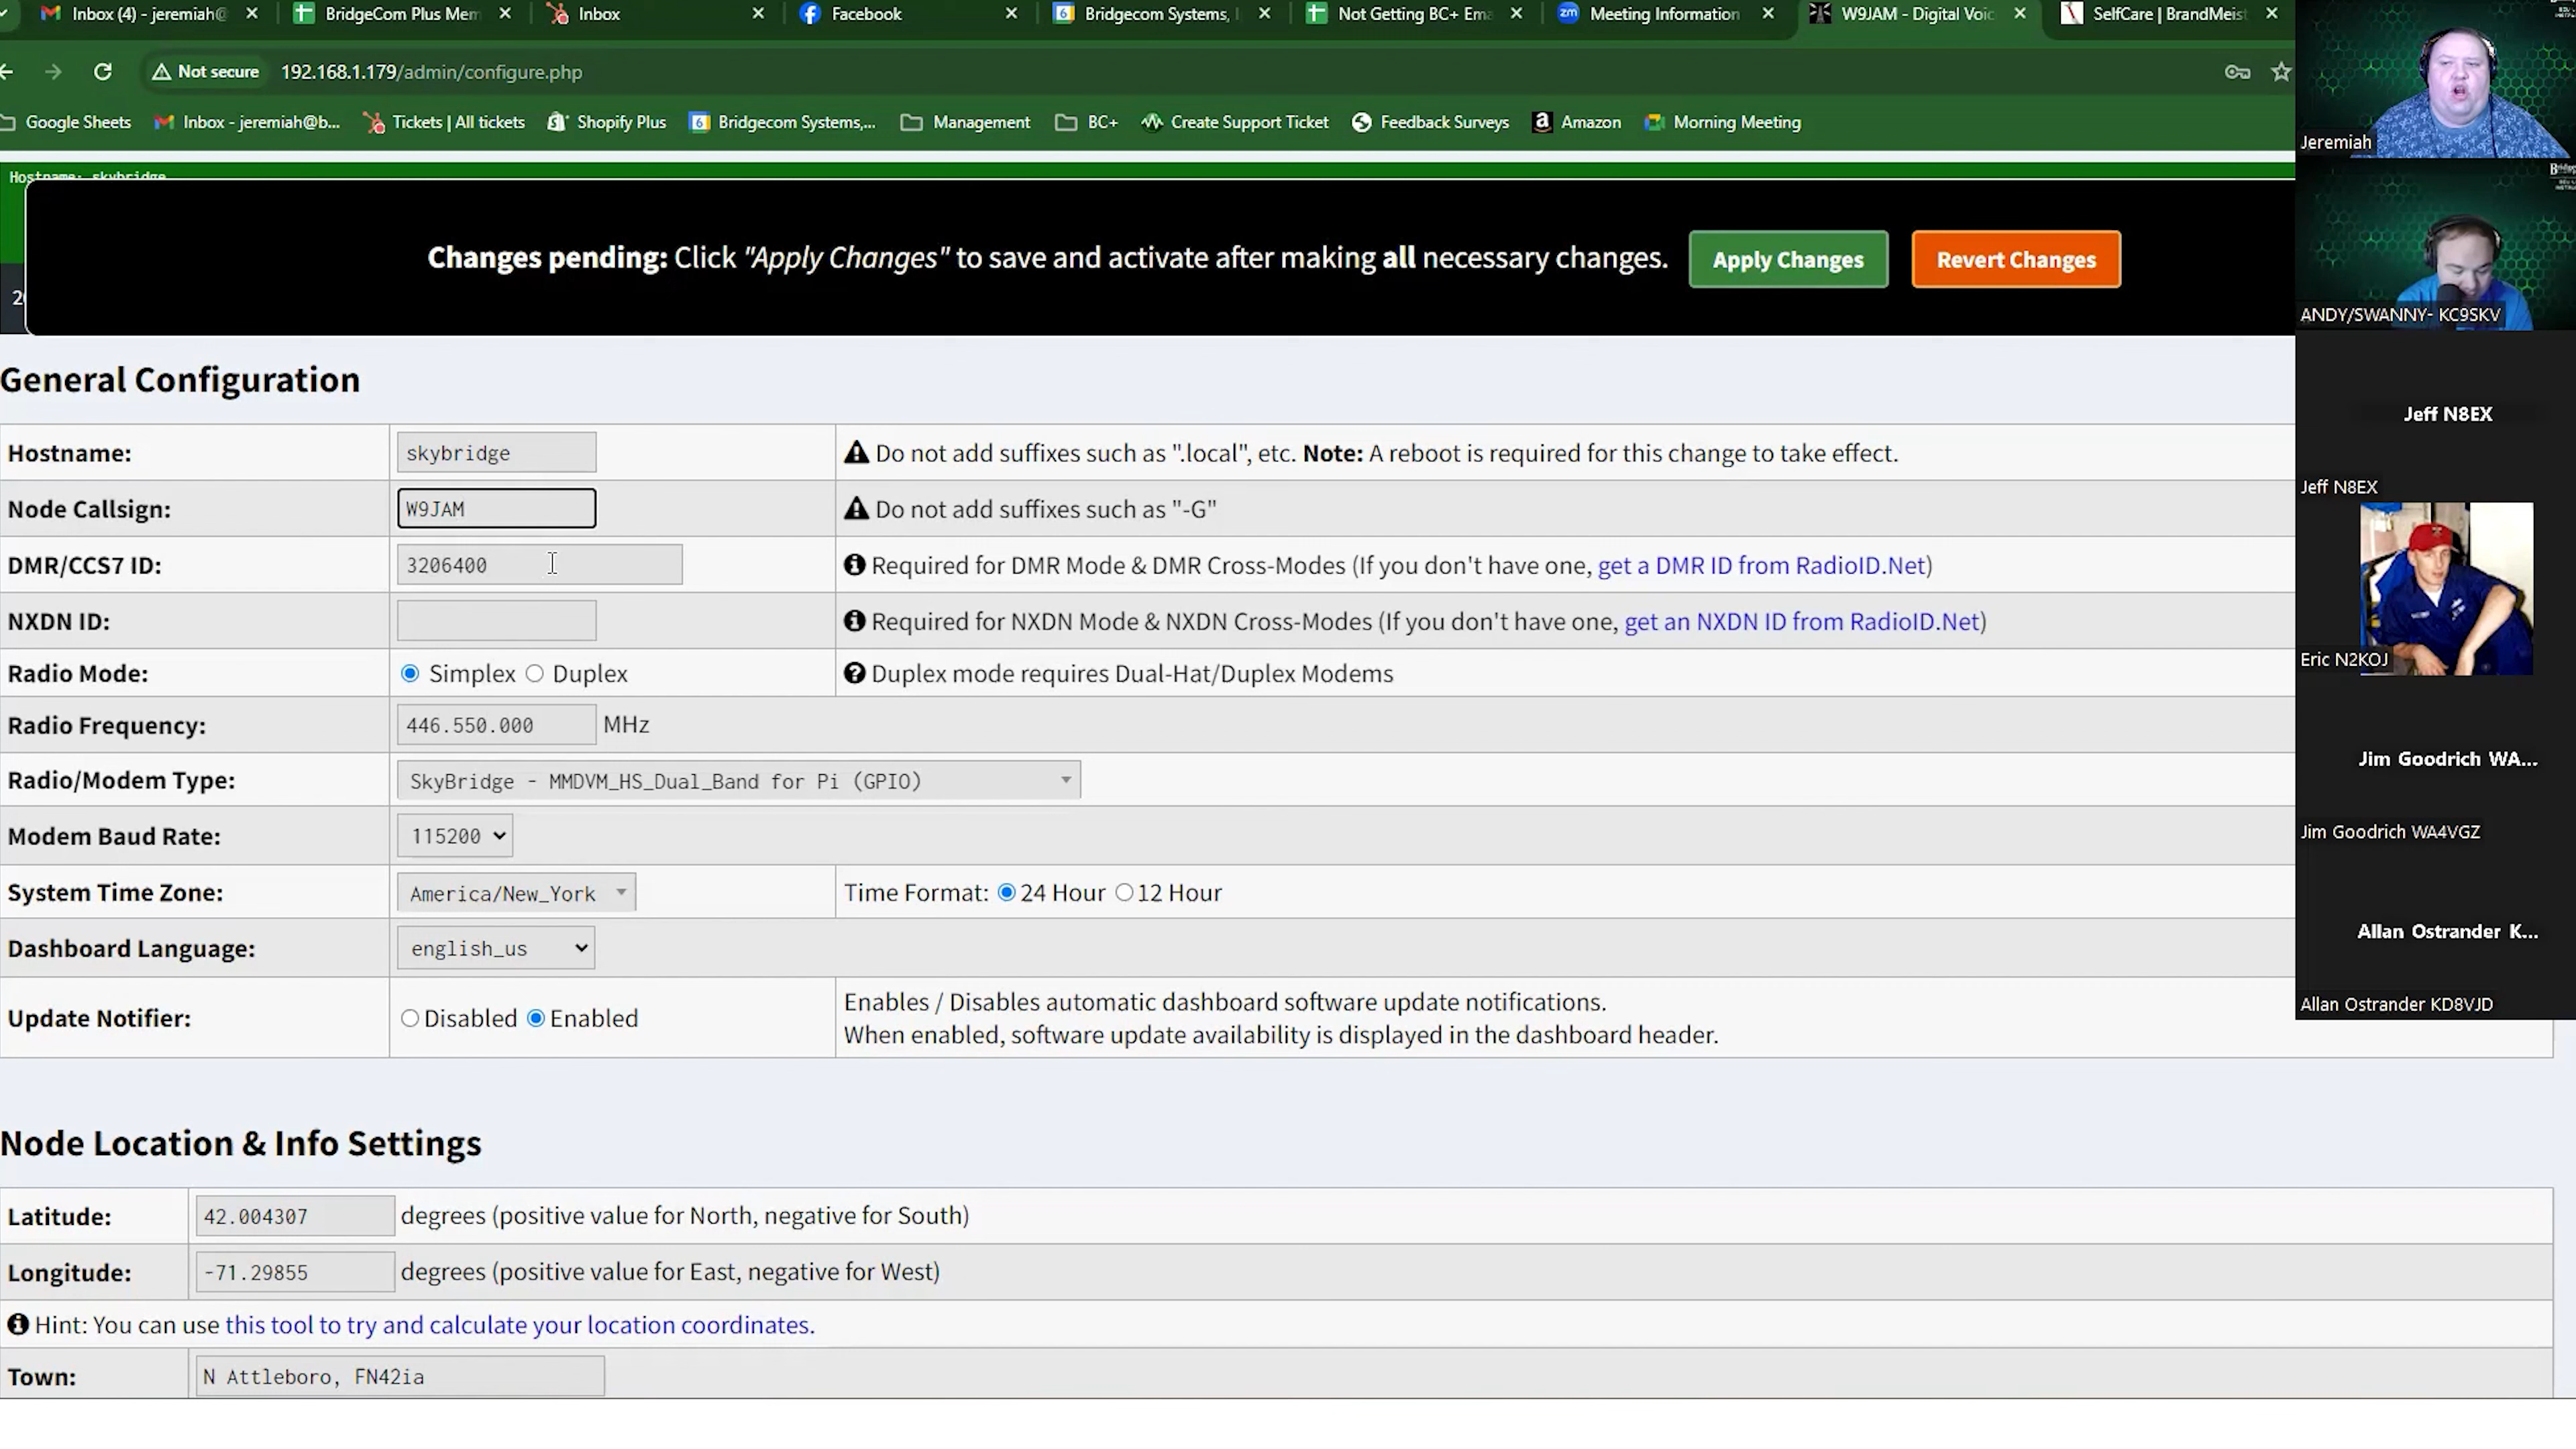 Inbox (4) - jeremiah@
BridgeCom Plus Mem
Inbox
Facebook
Bridgecom Systems,
Not Getting BC+ Ema
Meeting Information
W9JAM - Digital Voic
SelfCare | BrandMeist
Not secure
192.168.1.179/admin/configure.php
Google Sheets
Inbox - jeremiah@b...
Tickets | All tickets
Shopify Plus
Bridgecom Systems,...
Management
BC+
Create Support Ticket
Feedback Surveys
Amazon
Morning Meeting
Hostname: skybridge
Changes pending: Click "Apply Changes" to save and activate after making all necessary changes.
Apply Changes
Revert Changes
General Configuration
Hostname: skybridge Do not add suffixes such as ".local", etc. Note: A reboot is required for this change to take effect.
Node Callsign: W9JAM Do not add suffixes such as "-G"
DMR/CCS7 ID: 3206400 Required for DMR Mode & DMR Cross-Modes (If you don't have one, get a DMR ID from RadioID.Net)
NXDN ID: Required for NXDN Mode & NXDN Cross-Modes (If you don't have one, get an NXDN ID from RadioID.Net)
Radio Mode: Simplex Duplex Duplex mode requires Dual-Hat/Duplex Modems
Radio Frequency: 446.550.000 MHz
Radio/Modem Type: SkyBridge - MMDVM_HS_Dual_Band for Pi (GPIO)
Modem Baud Rate: 115200
System Time Zone: America/New_York Time Format: 24 Hour 12 Hour
Dashboard Language: english_us
Update Notifier: Disabled Enabled Enables / Disables automatic dashboard software update notifications.
When enabled, software update availability is displayed in the dashboard header.
Node Location & Info Settings
Latitude: 42.004307 degrees (positive value for North, negative for South)
Longitude: -71.29855 degrees (positive value for East, negative for West)
Hint: You can use this tool to try and calculate your location coordinates.
Town: N Attleboro, FN42ia
Jeremiah
ANDY/SWANNY- KC9SKV
Jeff N8EX
Jeff N8EX
Eric N2KOJ
Jim Goodrich WA...
Jim Goodrich WA4VGZ
Allan Ostrander K...
Allan Ostrander KD8VJD